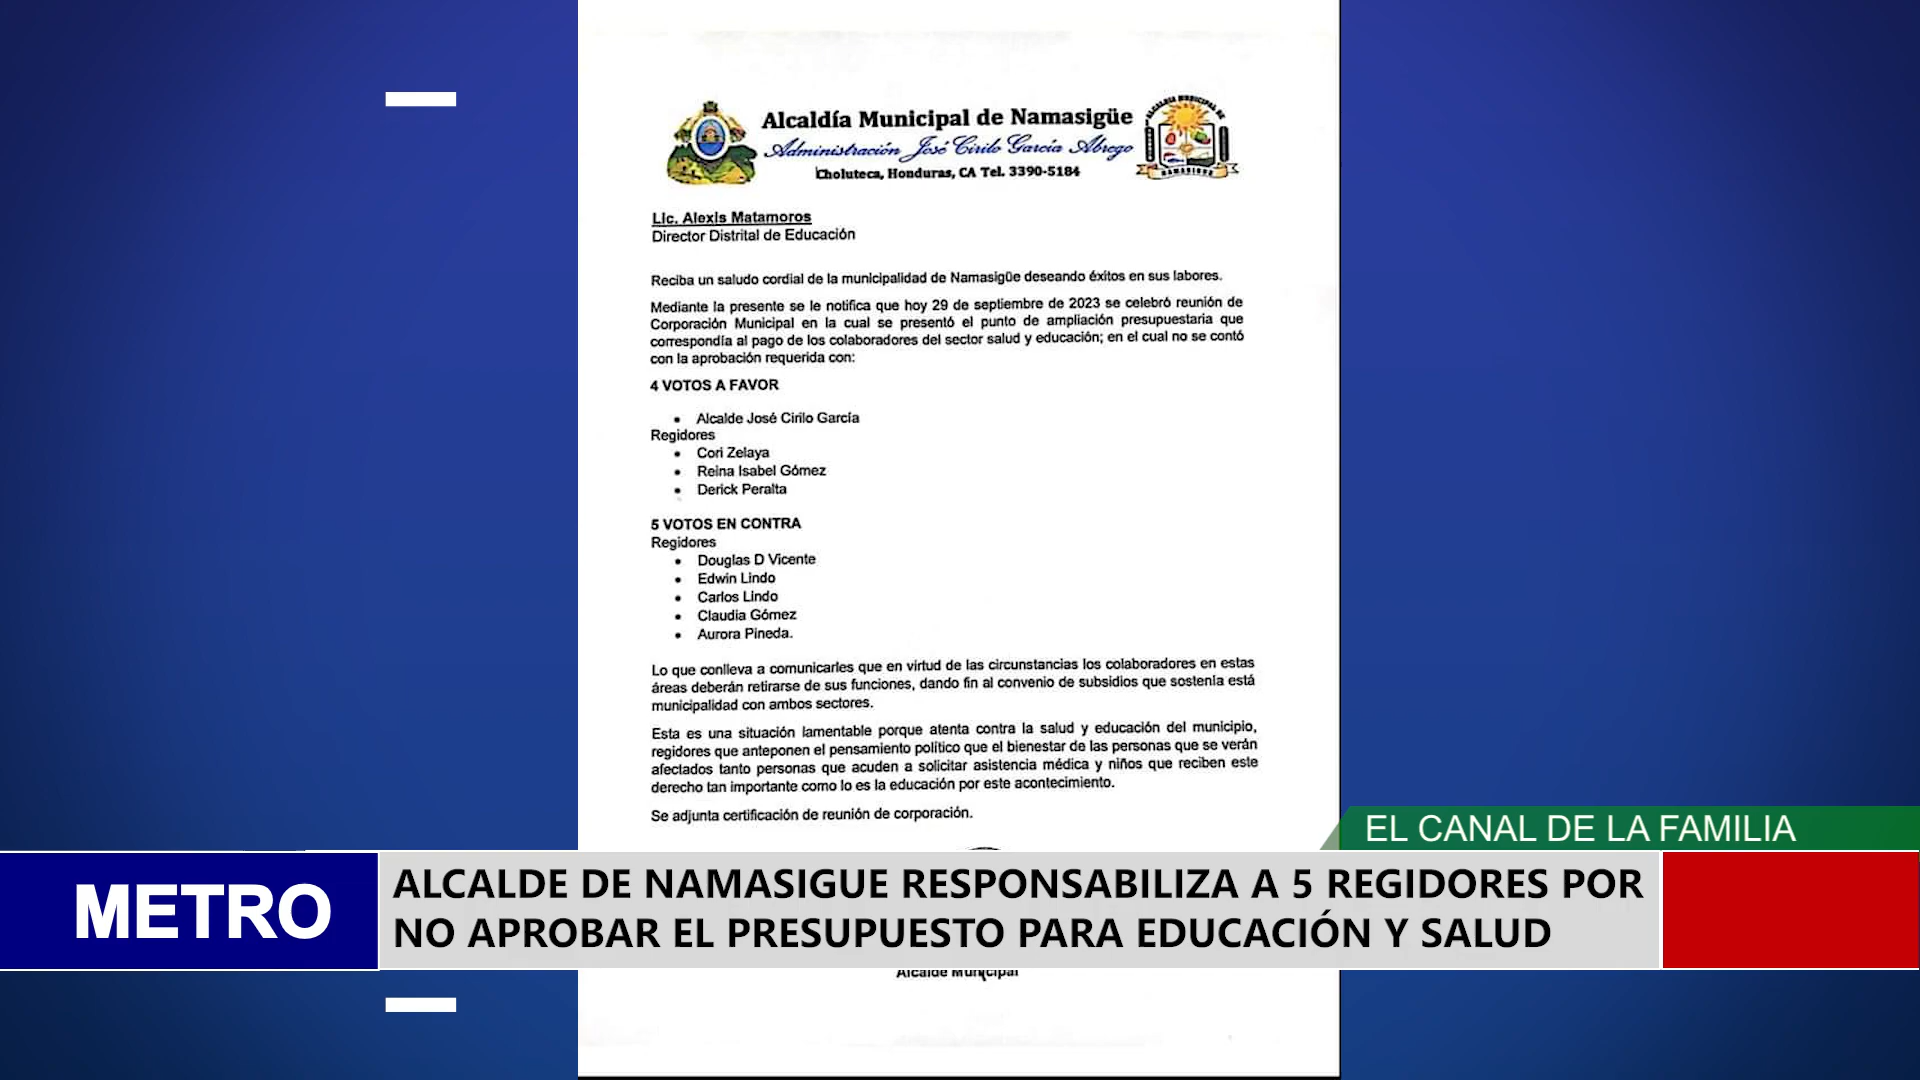 Alcaldía Municipal de Namasigüe
Administración José Cirilo García Abrego
Choluteca, Honduras, CA Tel. 3390-5184
ALCALDIA MUNICIPAL DE
NAMASIGUE
Lic. Alexis Matamoros
Director Distrital de Educación
Reciba un saludo cordial de la municipalidad de Namasigüe deseando éxitos en sus labores.
Mediante la presente se le notifica que hoy 29 de septiembre de 2023 se celebró reunión de
Corporación Municipal en la cual se presentó el punto de ampliación presupuestaria que
correspondía al pago de los colaboradores del sector salud y educación; en el cual no se contó
con la aprobación requerida con:
4 VOTOS A FAVOR
• Alcalde José Cirilo García
Regidores
• Cori Zelaya
• Reina Isabel Gómez
• Derick Peralta
5 VOTOS EN CONTRA
Regidores
• Douglas D Vicente
• Edwin Lindo
• Carlos Lindo
• Claudia Gómez
• Aurora Pineda.
Lo que conlleva a comunicarles que en virtud de las circunstancias los colaboradores en estas
áreas deberán retirarse de sus funciones, dando fin al convenio de subsidios que sostenía está
municipalidad con ambos sectores.
Esta es una situación lamentable porque atenta contra la salud y educación del municipio,
regidores que anteponen el pensamiento político que el bienestar de las personas que se verán
afectados tanto personas que acuden a solicitar asistencia médica y niños que reciben este
derecho tan importante como lo es la educación por este acontecimiento.
Se adjunta certificación de reunión de corporación.
EL CANAL DE LA FAMILIA
METRO
ALCALDE DE NAMASIGUE RESPONSABILIZA A 5 REGIDORES POR
NO APROBAR EL PRESUPUESTO PARA EDUCACIÓN Y SALUD
Alcalde Municipal